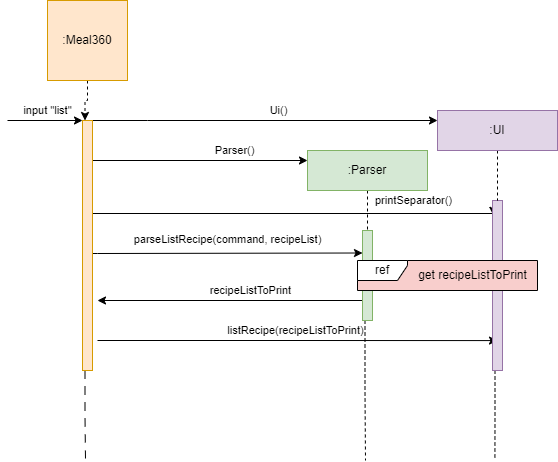 :Meal360
input "list"
Ui()
:UI
Parser()
:Parser
printSeparator()
parseListRecipe(command, recipeList)
ref
get recipeListToPrint
recipeListToPrint
listRecipe(recipeListToPrint)